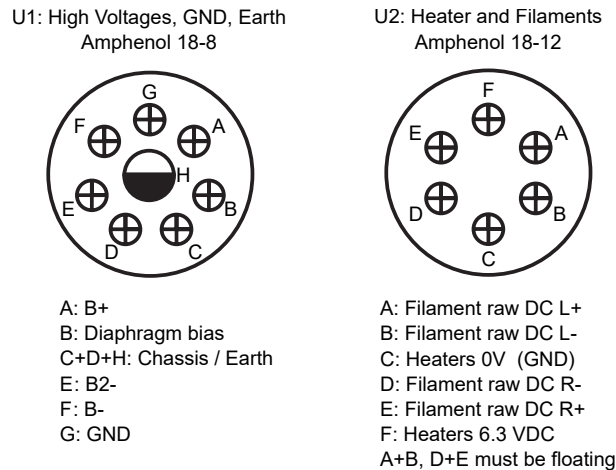 U1: High Voltages, GND, Earth
Amphenol 18-8
G
F
A
H
E
B
D
C
A: B+
B: Diaphragm bias
C+D+H: Chassis / Earth
E: B2-
F: B-
G: GND
U2: Heater and Filaments
Amphenol 18-12
F
E
A
D
B
C
A: Filament raw DC L+
B: Filament raw DC L-
C: Heaters 0V (GND)
D: Filament raw DC R-
E: Filament raw DC R+
F: Heaters 6.3 VDC
A+B, D+E must be floating